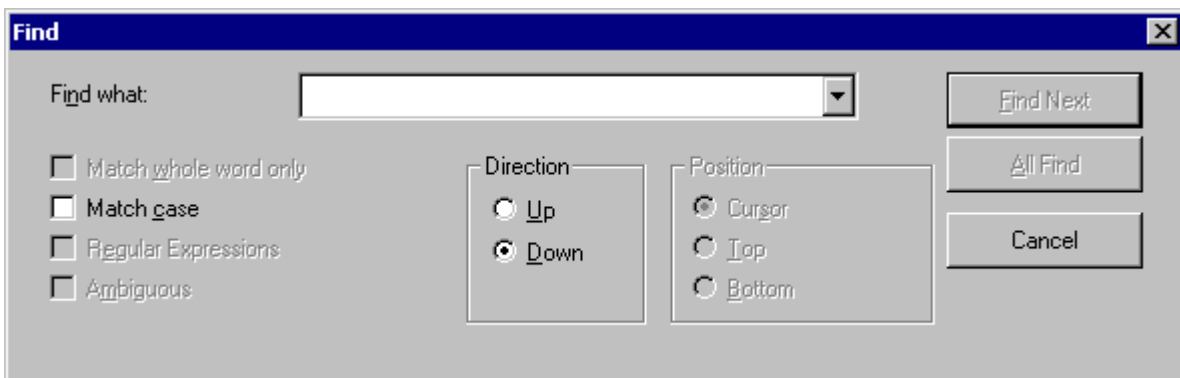 Find
Find what:
Find Next
Match whole word only
Match case
Regular Expressions
Ambiguous
Direction
Up
Down
Position
Cursor
Top
Bottom
All Find
Cancel